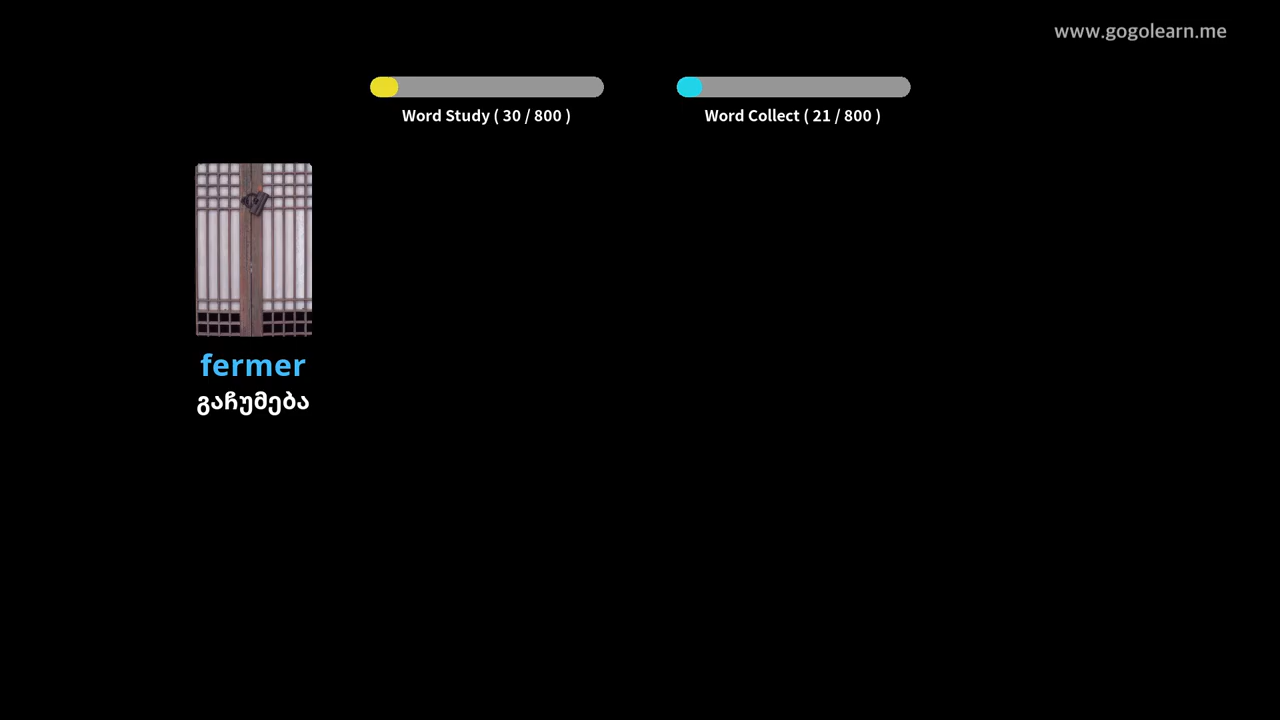 www.gogolearn.me
Word Study ( 30 / 800 )
Word Collect ( 21 / 800 )
fermer
გაჩუმება